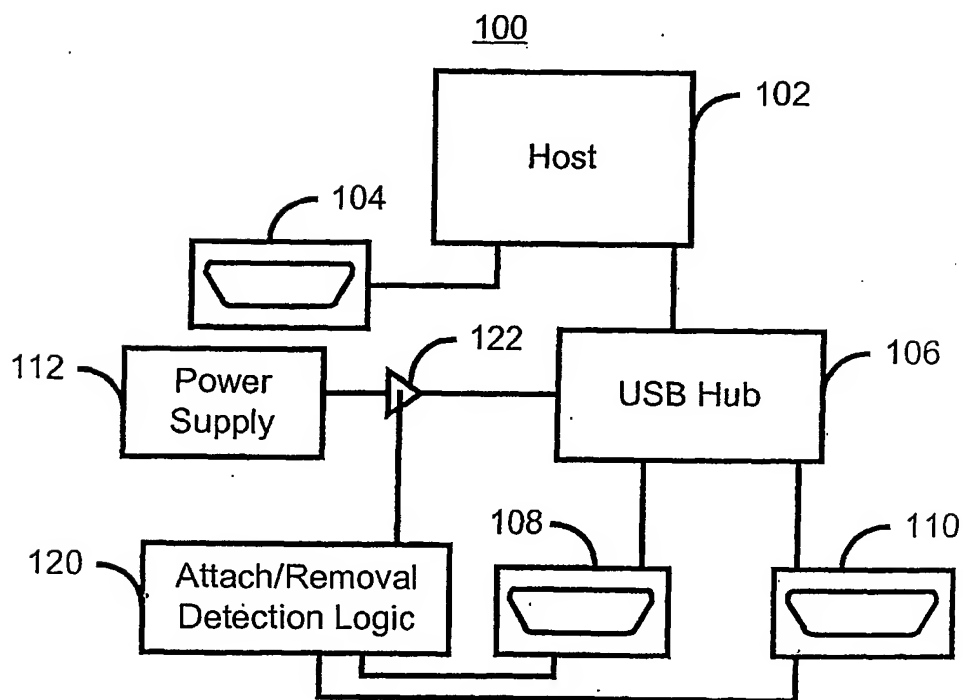 100
102
Host
104
122
112
Power
Supply
106
USB Hub
108
110
120
Attach/Removal
Detection Logic